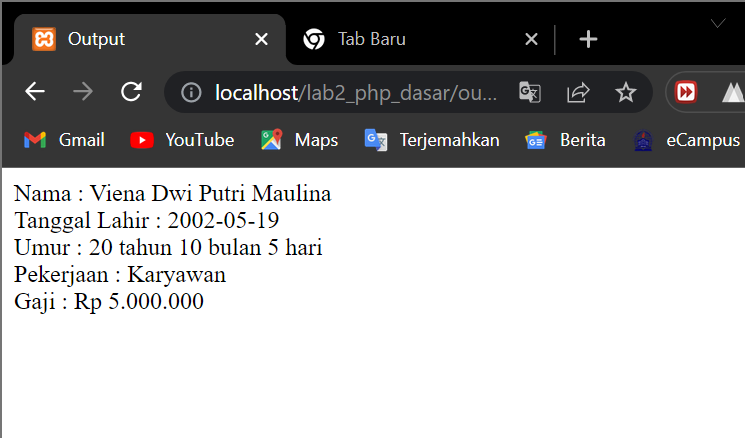 Output
Tab Baru
localhost/lab2_php_dasar/ou...
Gmail
YouTube
Maps
Terjemahkan
Berita
eCampus
Nama : Viena Dwi Putri Maulina
Tanggal Lahir : 2002-05-19
Umur : 20 tahun 10 bulan 5 hari
Pekerjaan : Karyawan
Gaji : Rp 5.000.000